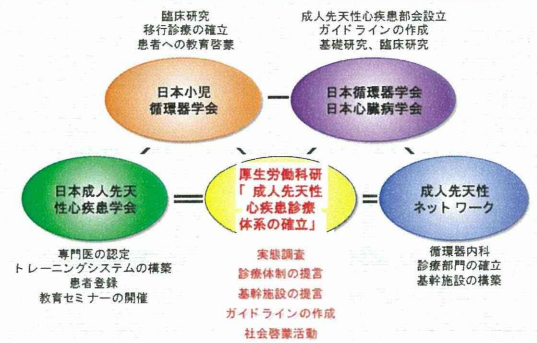 臨床研究
移行診療の確立
患者への教育啓蒙
成人先天性心疾患部会設立
ガイドラインの作成
基礎研究、臨床研究
日本小児
循環器学会
日本循環器学会
日本心臓病学会
日本成人先天
性心疾患学会
厚生労働科研
「成人先天性
心疾患診療
体系の確立」
成人先天性
ネットワーク
専門医の認定
トレーニングシステムの構築
患者登録
教育セミナーの開催
実態調査
診療体制の提言
基幹施設の提言
ガイドラインの作成
社会啓蒙活動
循環器内科
診療部門の確立
基幹施設の構築